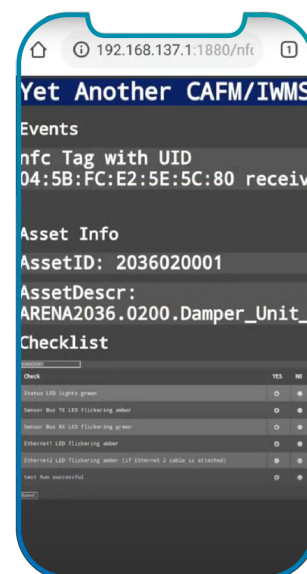 192.168.137.1:1880/nfc
1
Yet Another CAFM/IWMS
Events
nfc Tag with UID
04:5B:FC:E2:5E:5C:80 receiv
Asset Info
AssetID: 2036020001
AssetDescr:
ARENA2036.0200.Damper_Unit_
Checklist
2036020001
Check YES NO
Status LED lights green
Sensor Bus TX LED flickering amber
Sensor Bus RX LED flickering green
Ethernet1 LED flickering amber
Ethernet2 LED flickering amber (if Ethernet 2 cable is attached)
Test Run successful
Submit